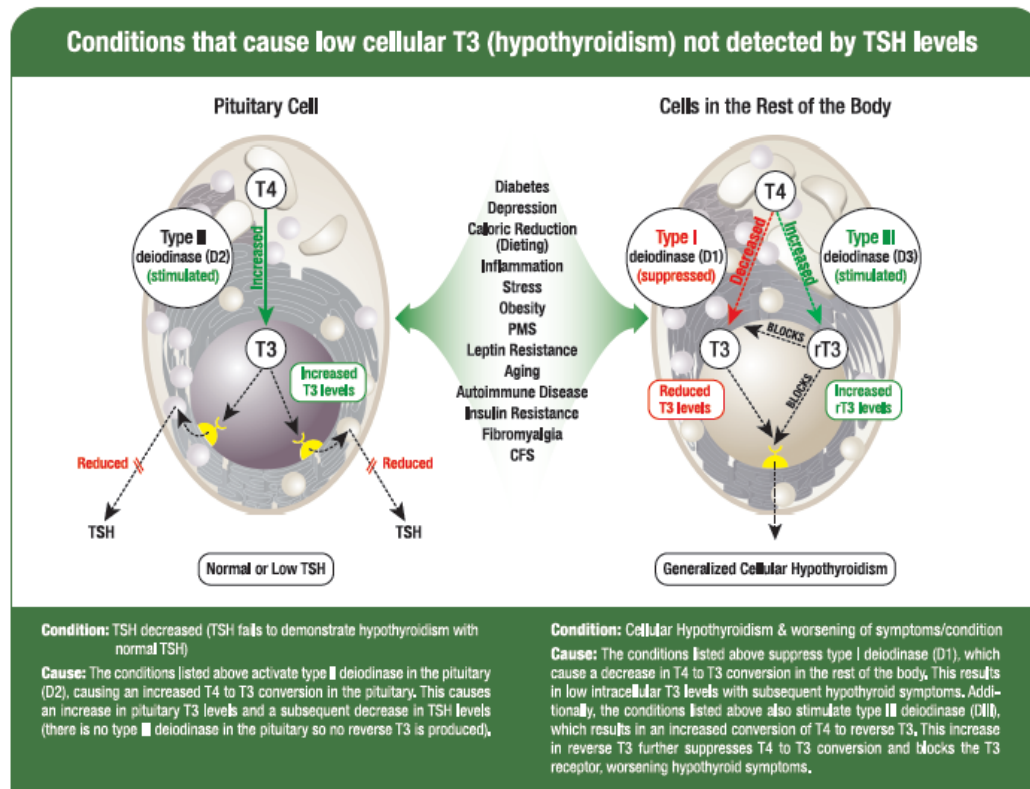 Conditions that cause low cellular T3 (hypothyroidism) not detected by TSH levels
Pituitary Cell
T4
Type II
deiodinase (D2)
(stimulated)
Increased
T3
Increased
T3 levels
Reduced
Reduced
TSH
TSH
Normal or Low TSH
Diabetes
Depression
Caloric Reduction
(Dieting)
Inflammation
Stress
Obesity
PMS
Leptin Resistance
Aging
Autoimmune Disease
Insulin Resistance
Fibromyalgia
CFS
Cells in the Rest of the Body
T4
Type I
deiodinase (D1)
(suppressed)
Decreased
Increased
Type III
deiodinase (D3)
(stimulated)
T3
BLOCKS
rT3
Reduced
T3 levels
BLOCKS
Increased
rT3 levels
Generalized Cellular Hypothyroidism
Condition: TSH decreased (TSH fails to demonstrate hypothyroidism with
normal TSH)
Cause: The conditions listed above activate type II deiodinase in the pituitary
(D2), causing an increased T4 to T3 conversion in the pituitary. This causes
an increase in pituitary T3 levels and a subsequent decrease in TSH levels
(there is no type III deiodinase in the pituitary so no reverse T3 is produced).
Condition: Cellular Hypothyroidism & worsening of symptoms/condition
Cause: The conditions listed above suppress type I deiodinase (D1), which
cause a decrease in T4 to T3 conversion in the rest of the body. This results
in low intracellular T3 levels with subsequent hypothyroid symptoms. Addi-
tionally, the conditions listed above also stimulate type III deiodinase (DIII),
which results in an increased conversion of T4 to reverse T3. This increase
in reverse T3 further suppresses T4 to T3 conversion and blocks the T3
receptor, worsening hypothyroid symptoms.